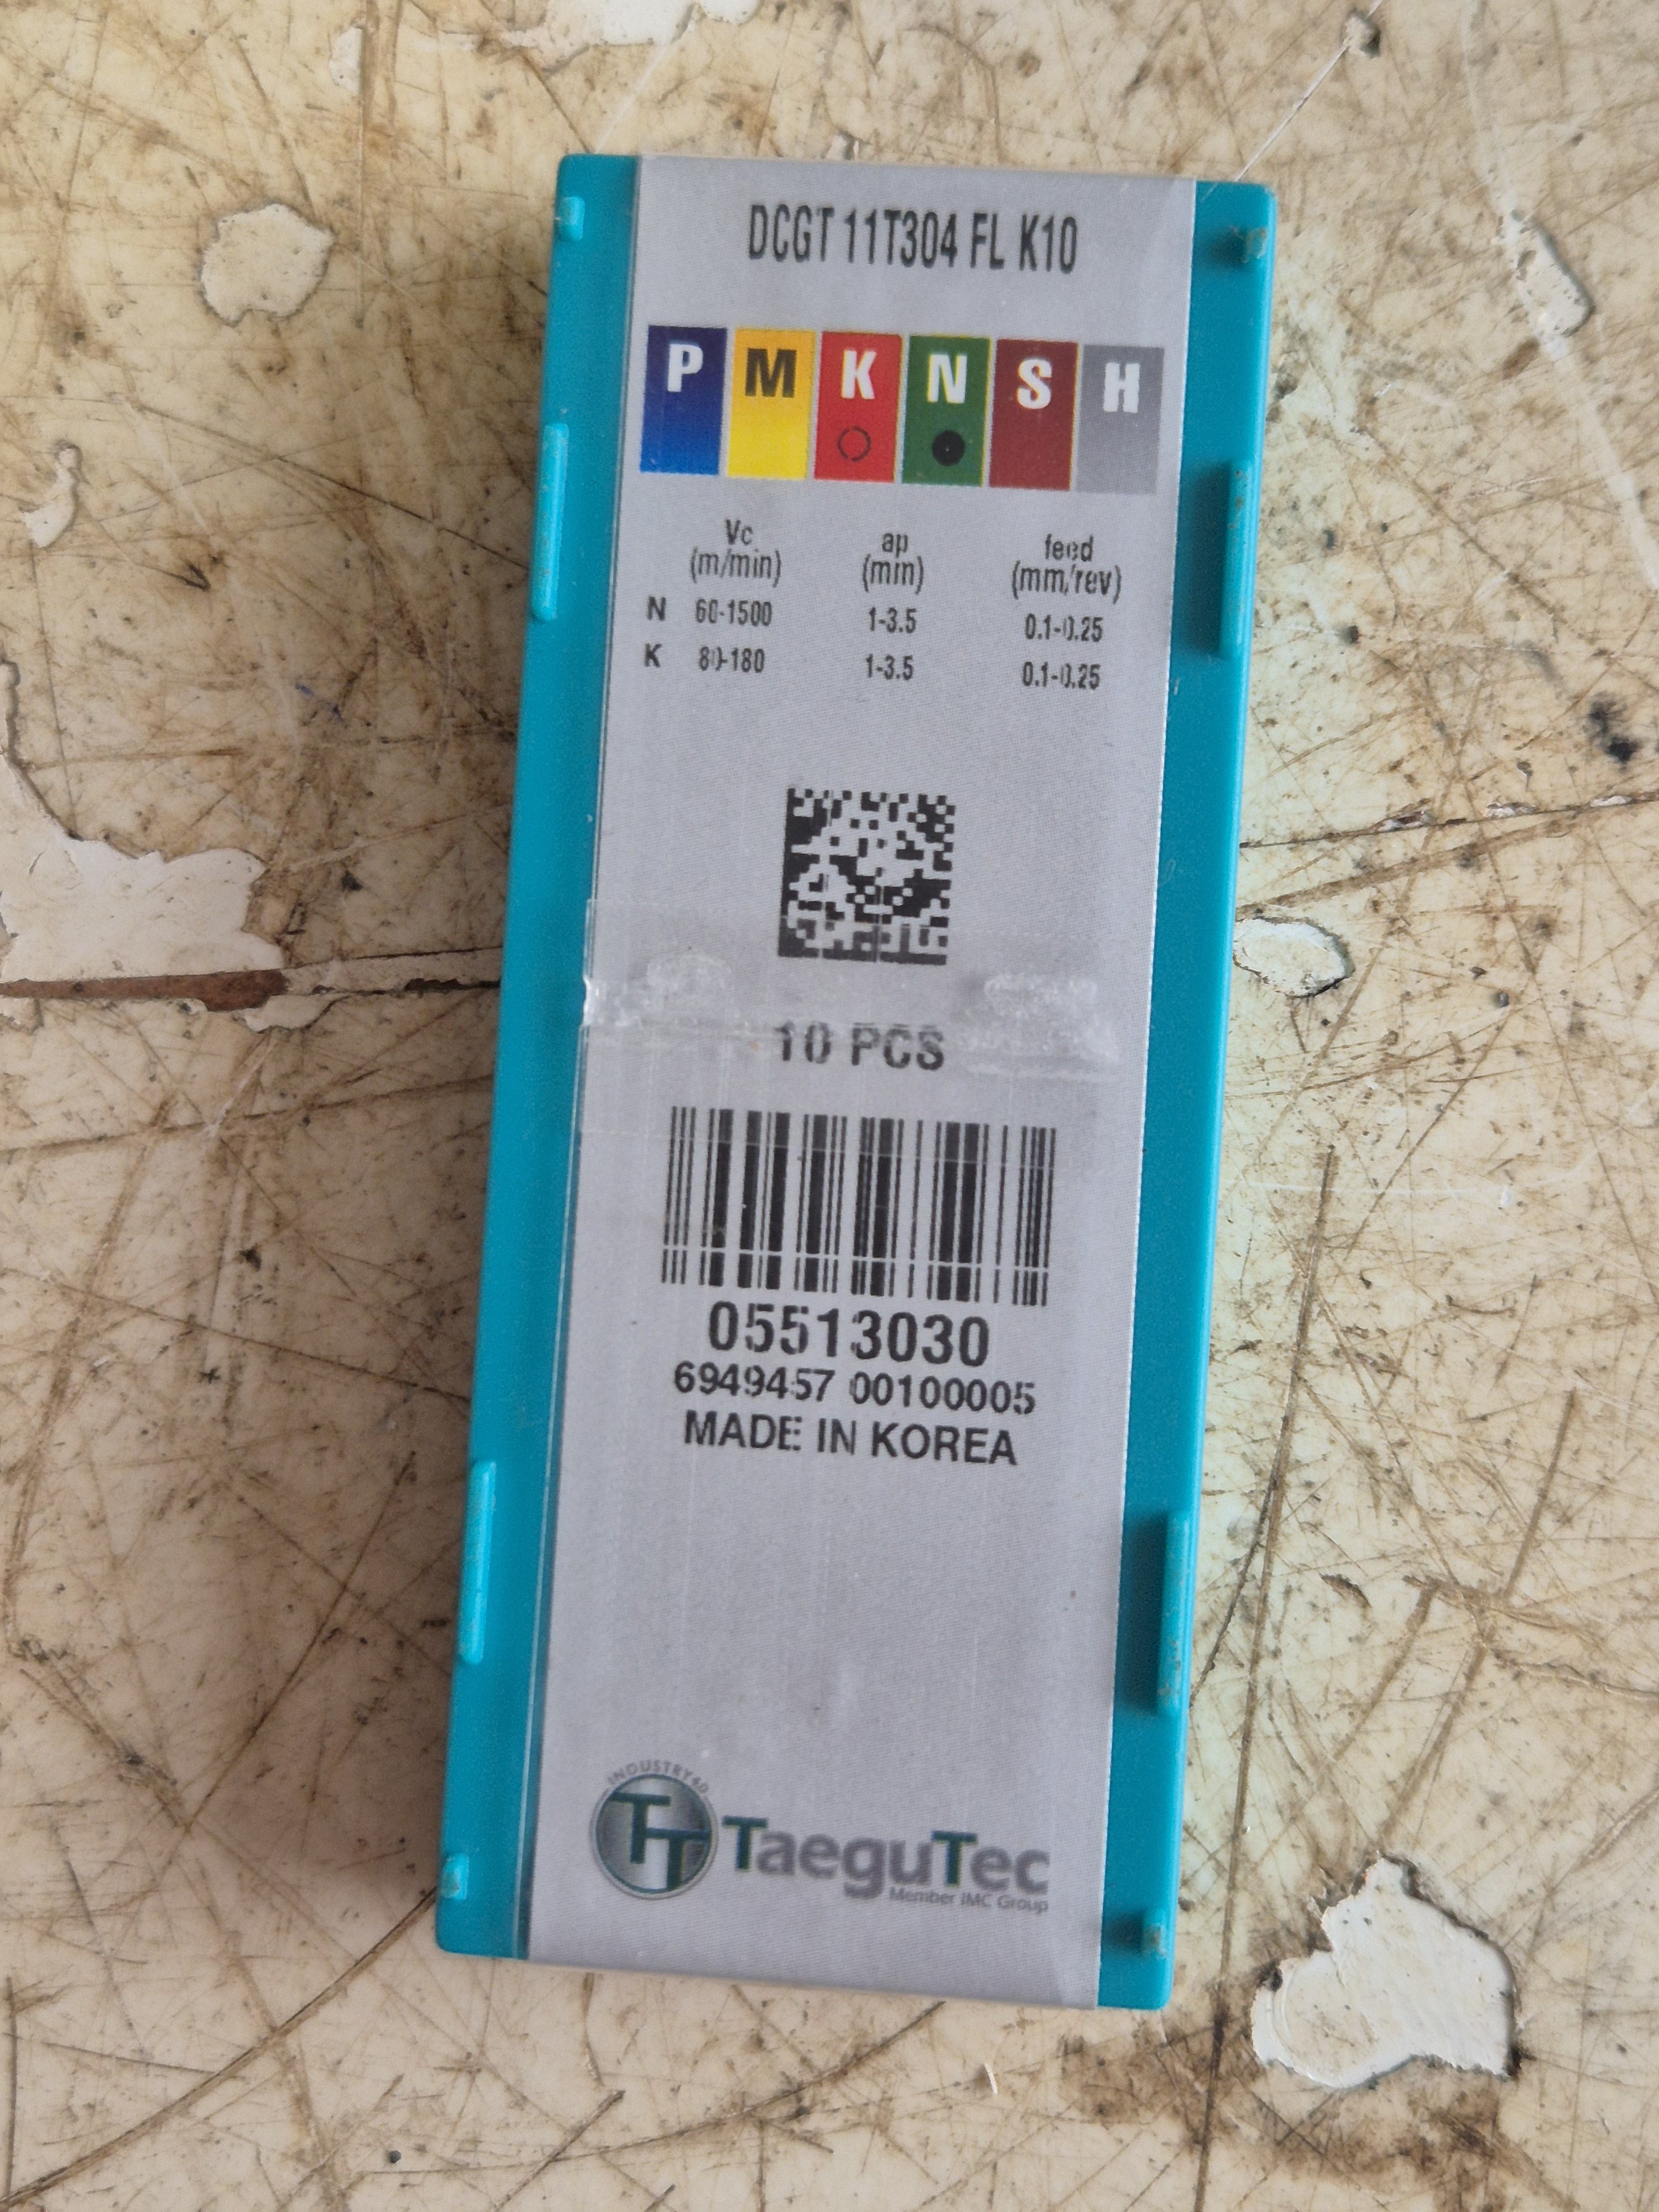 DCGT 11T304 FL K10
P M K N S H
Vc ap feed
(m/min) (mm) (mm/rev)
N 60-1500 1-3.5 0.1-0.25
K 80-180 1-3.5 0.1-0.25
10 PCS
05513030
6949457 00100005
MADE IN KOREA
INDUSTRY4.0
TT TaeguTec
Member IMC Group